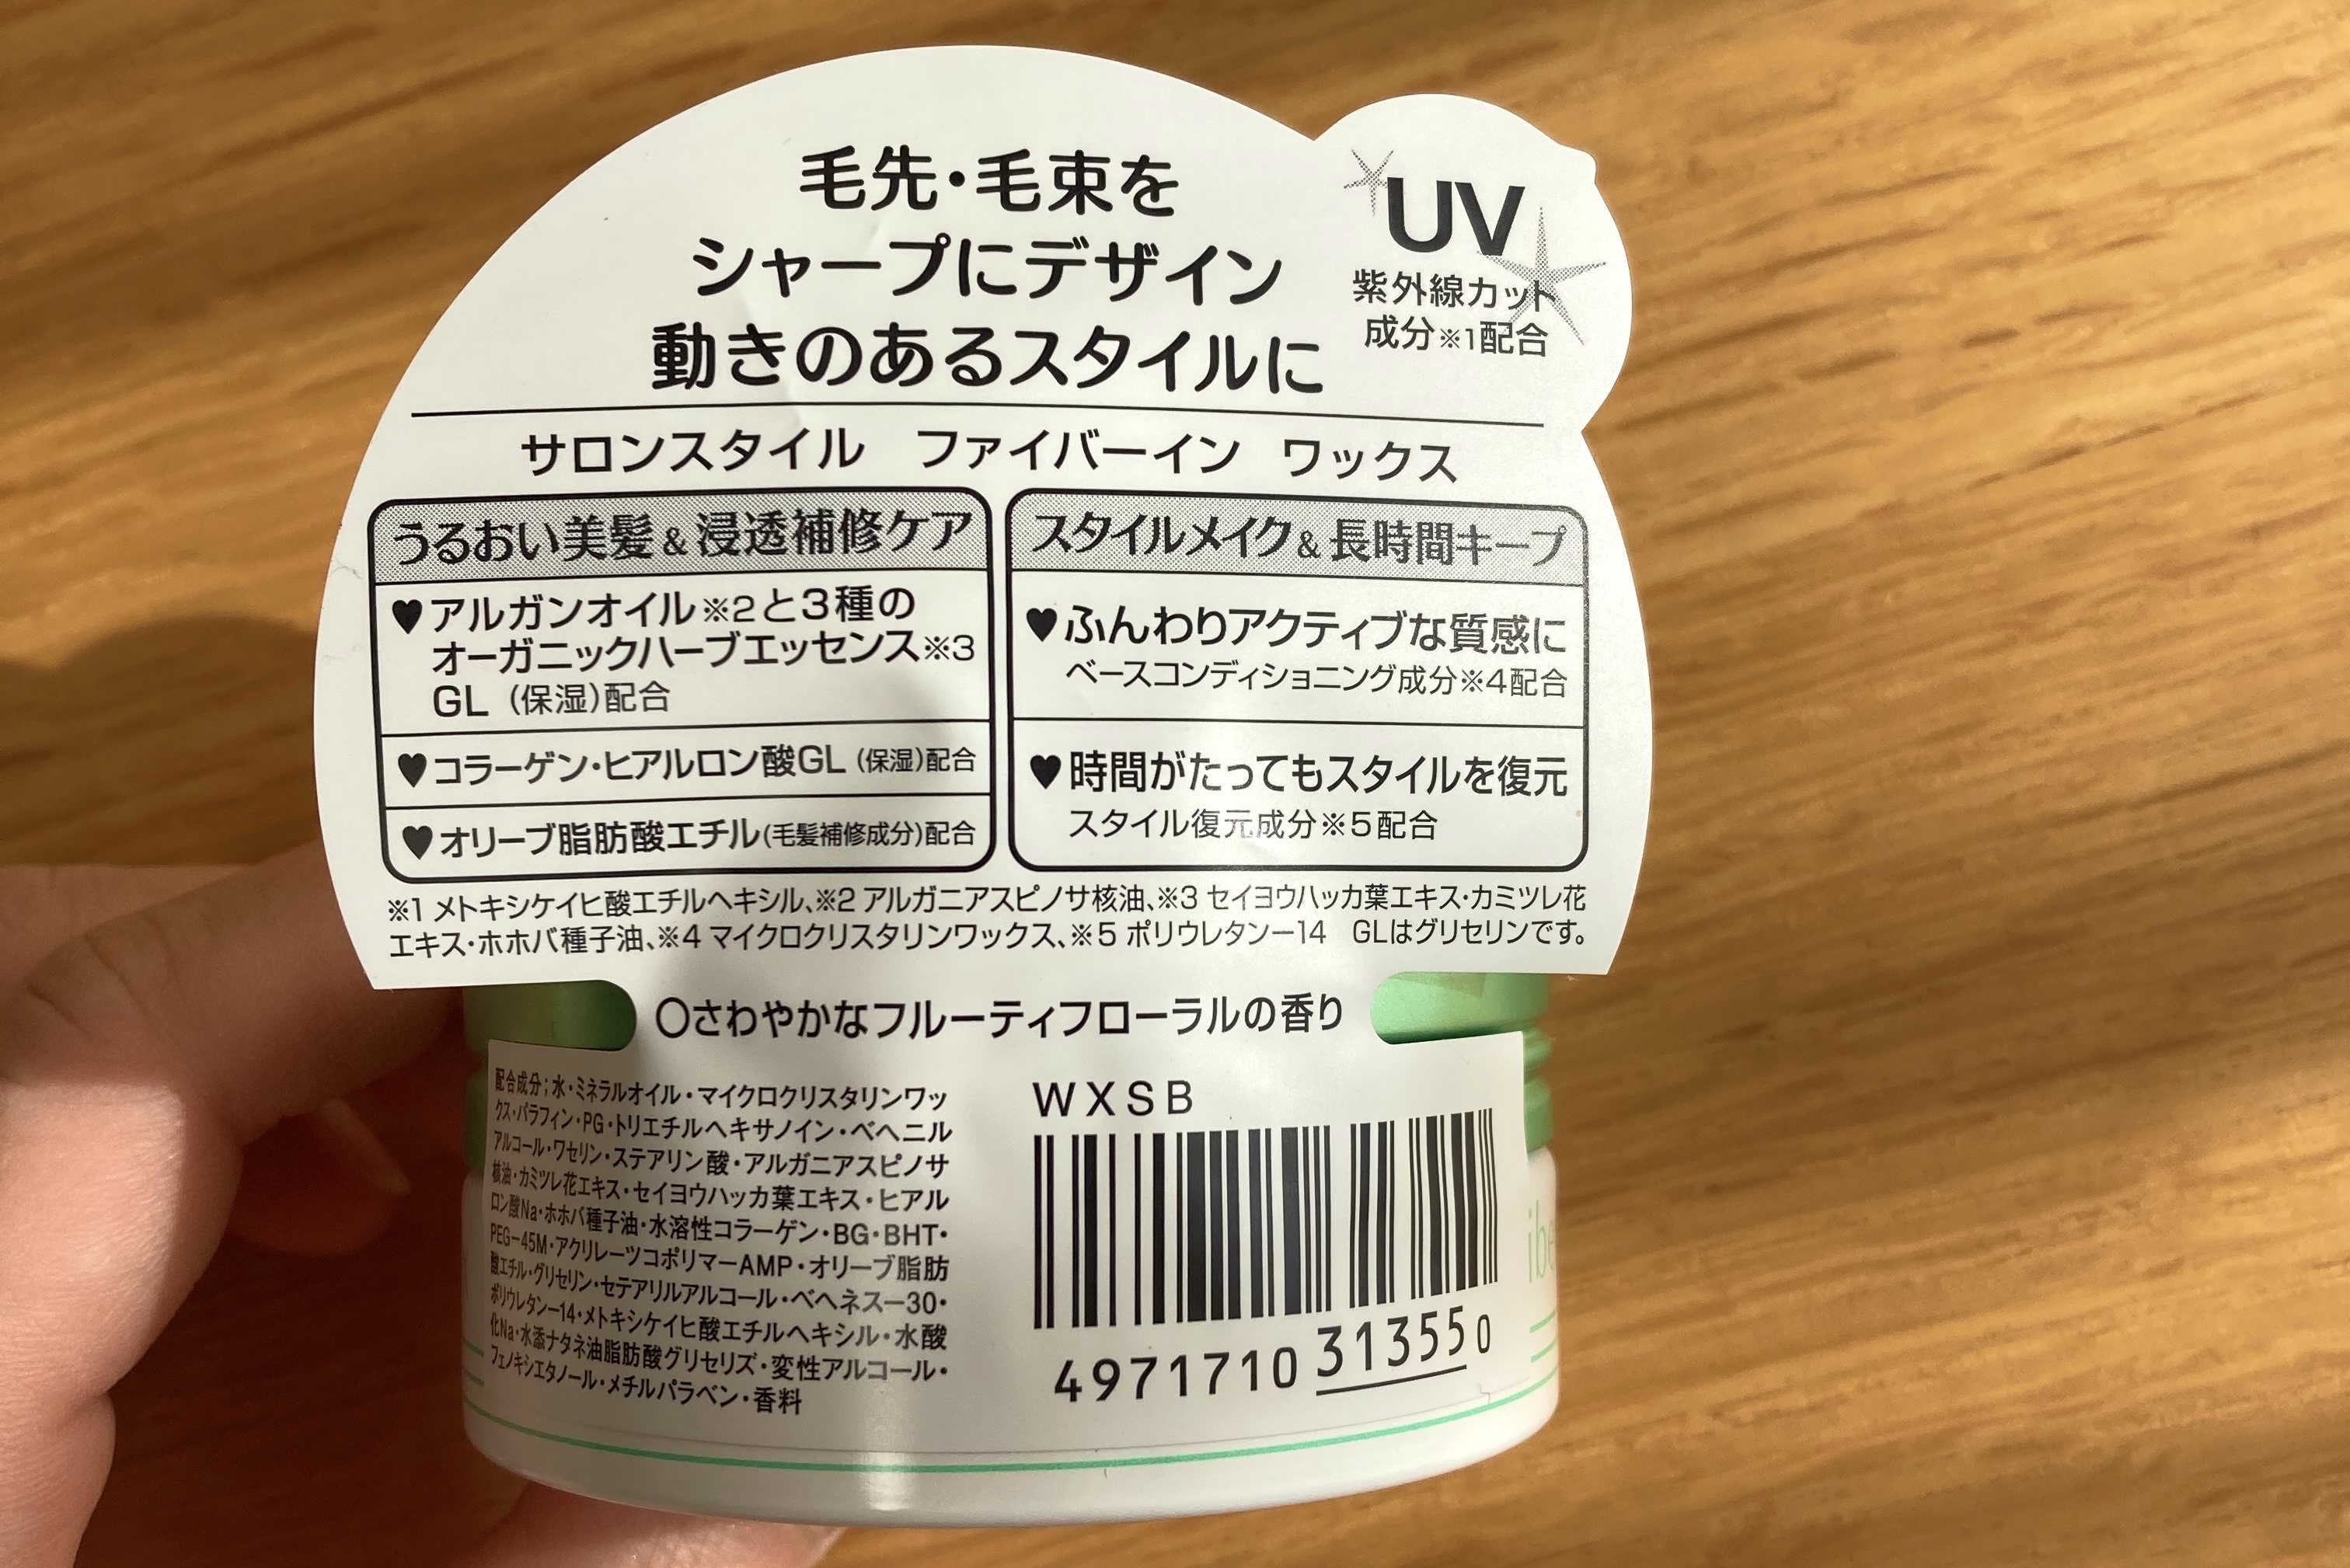 毛先・毛束を
シャープにデザイン
動きのあるスタイルに
UV
紫外線カット
成分※1配合
サロンスタイル ファイバーイン ワックス
うるおい美髪&浸透補修ケア
♥アルガンオイル※2と3種の
オーガニックハーブエッセンス※3
GL (保湿)配合
♥コラーゲン・ヒアルロン酸GL (保湿)配合
♥オリーブ脂肪酸エチル(毛髪補修成分)配合
スタイルメイク&長時間キープ
♥ふんわりアクティブな質感に
ベースコンディショニング成分※4配合
♥時間がたってもスタイルを復元
スタイル復元成分※5配合
※1 メトキシケイヒ酸エチルヘキシル、※2 アルガニアスピノサ核油、※3 セイヨウハッカ葉エキス・カミツレ花
エキス・ホホバ種子油、※4 マイクロクリスタリンワックス、※5 ポリウレタンー14 GLはグリセリンです。
○さわやかなフルーティフローラルの香り
配合成分;水・ミネラルオイル・マイクロクリスタリンワッ
クス・パラフィン・PG・トリエチルヘキサノイン・ベヘニル
アルコール・ワセリン・ステアリン酸・アルガニアスピノサ
核油・カミツレ花エキス・セイヨウハッカ葉エキス・ヒアル
ロン酸Na・ホホバ種子油・水溶性コラーゲン・BG・BHT・
PEG－45M・アクリレーツコポリマーAMP・オリーブ脂肪
酸エチル・グリセリン・セテアリルアルコール・ベヘネスー30・
ポリウレタンー14・メトキシケイヒ酸エチルヘキシル・水酸
化Na・水添ナタネ油脂肪酸グリセリズ・変性アルコール・
フェノキシエタノール・メチルパラベン・香料
WXSB
4971710 313550